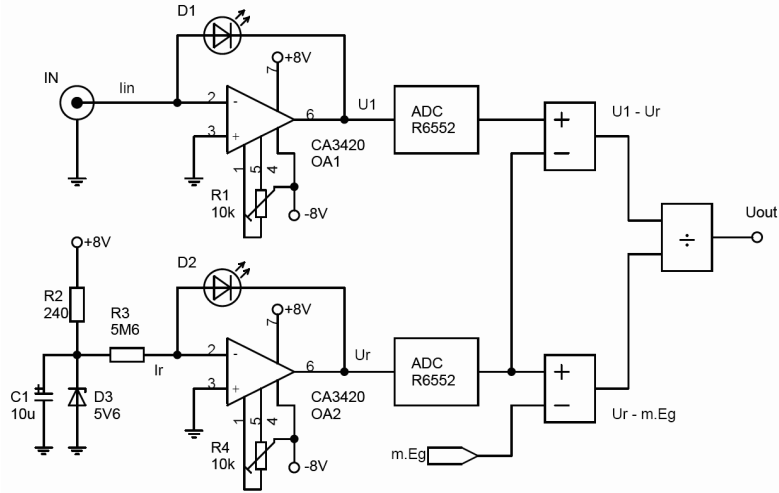 D1
IN
Iin
2
-
3
+
7
+8V
6
U1
CA3420
OA1
1
5
4
R1
10k
-8V
ADC
R6552
+
−
U1 - Ur
÷
Uout
+8V
R2
240
R3
5M6
Ir
C1
10u
+
D3
5V6
D2
2
-
3
+
7
+8V
6
Ur
CA3420
OA2
1
5
4
R4
10k
-8V
ADC
R6552
+
−
Ur - m.Eg
m.Eg